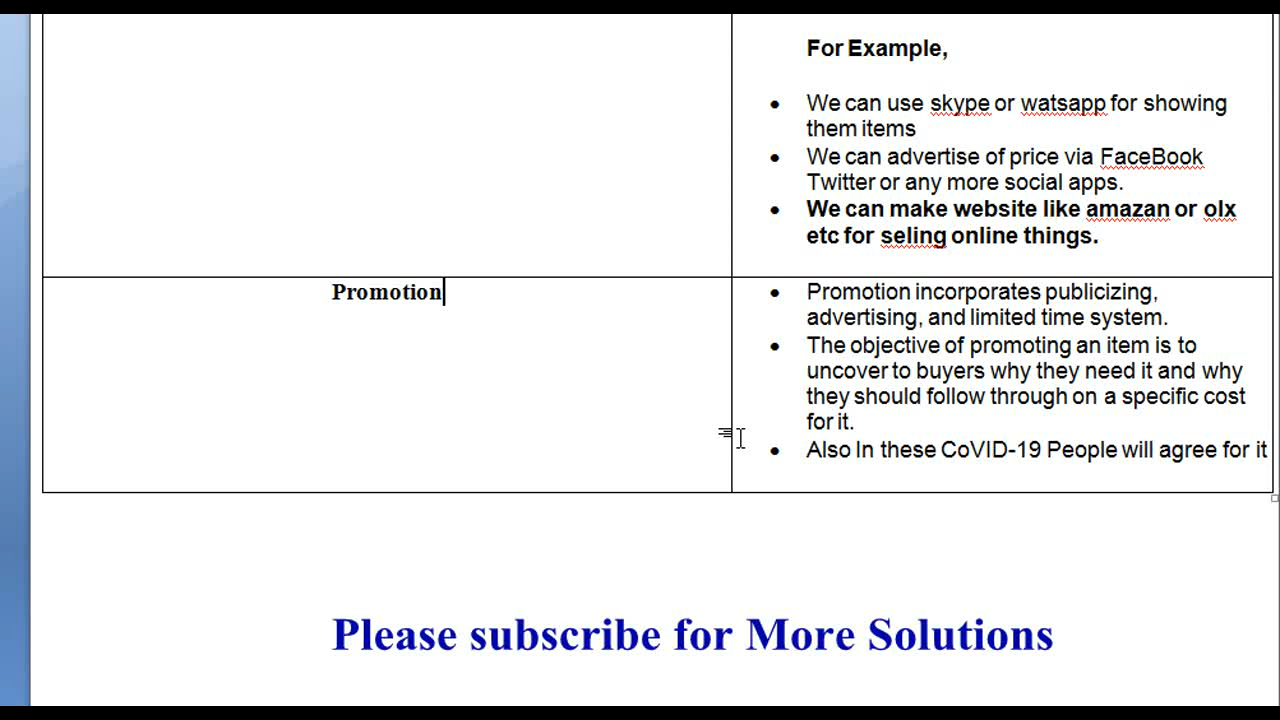 For Example,
We can use skype or watsapp for showing
them items
We can advertise of price via FaceBook
Twitter or any more social apps.
We can make website like amazan or olx
etc for seling online things.
Promotion
Promotion incorporates publicizing,
advertising, and limited time system.
The objective of promoting an item is to
uncover to buyers why they need it and why
they should follow through on a specific cost
for it.
Also In these CoVID-19 People will agree for it
Please subscribe for More Solutions